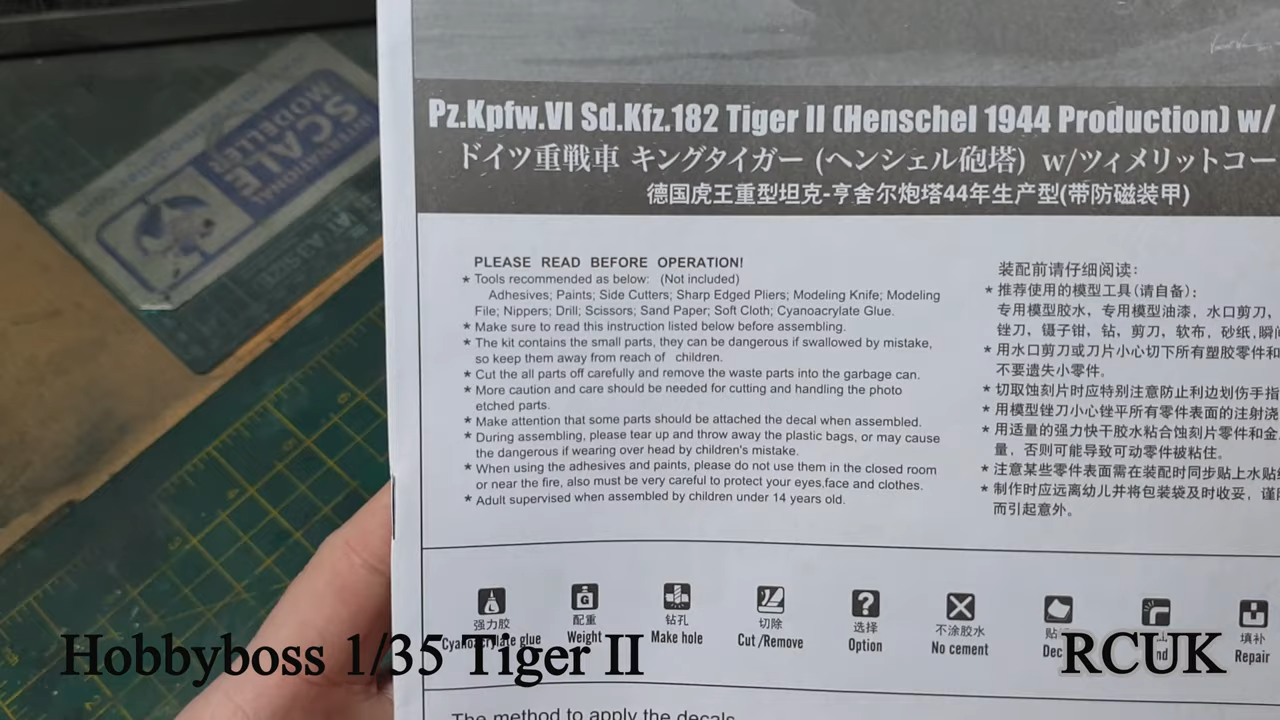 INTERNATIONAL
SCALE
MODELLER
Pz.Kpfw.VI Sd.Kfz.182 Tiger II (Henschel 1944 Production) w/
ドイツ重戦車 キングタイガー (ヘンシェル砲塔) w/ツィメリットコー
德国虎王重型坦克-亨舍尔炮塔44年生产型(带防磁装甲)
PLEASE READ BEFORE OPERATION!
* Tools recommended as below: (Not included)
Adhesives; Paints; Side Cutters; Sharp Edged Pliers; Modeling Knife; Modeling
File; Nippers; Drill; Scissors; Sand Paper; Soft Cloth; Cyanoacrylate Glue.
* Make sure to read this instruction listed below before assembling.
* The kit contains the small parts, they can be dangerous if swallowed by mistake,
so keep them away from reach of children.
* Cut the all parts off carefully and remove the waste parts into the garbage can.
* More caution and care should be needed for cutting and handling the photo
etched parts.
* Make attention that some parts should be attached the decal when assembled.
* During assembling, please tear up and throw away the plastic bags, or may cause
the dangerous if wearing over head by children's mistake.
* When using the adhesives and paints, please do not use them in the closed room
or near the fire, also must be very careful to protect your eyes,face and clothes.
* Adult supervised when assembled by children under 14 years old.
装配前请仔细阅读:
* 推荐使用的模型工具(请自备):
专用模型胶水，专用模型油漆，水口剪刀，
锉刀，镊子钳，钻，剪刀，软布，砂纸,瞬间
* 用水口剪刀或刀片小心切下所有塑胶零件和
不要遗失小零件。
* 切取蚀刻片时应特别注意防止利边划伤手指
* 用模型锉刀小心锉平所有零件表面的注射浇
* 用适量的强力快干胶水粘合蚀刻片零件和金
量，否则可能导致可动零件被粘住。
* 注意某些零件表面需在装配时同步贴上水贴
* 制作时应远离幼儿并将包装袋及时收妥，谨
而引起意外。
强力胶 配重 钻孔 切除 选择 不涂胶水 填补
Cyanoacrylate glue Weight Make hole Cut /Remove Option No cement Repair
The method to apply the decals
Hobbyboss 1/35 Tiger II
RCUK